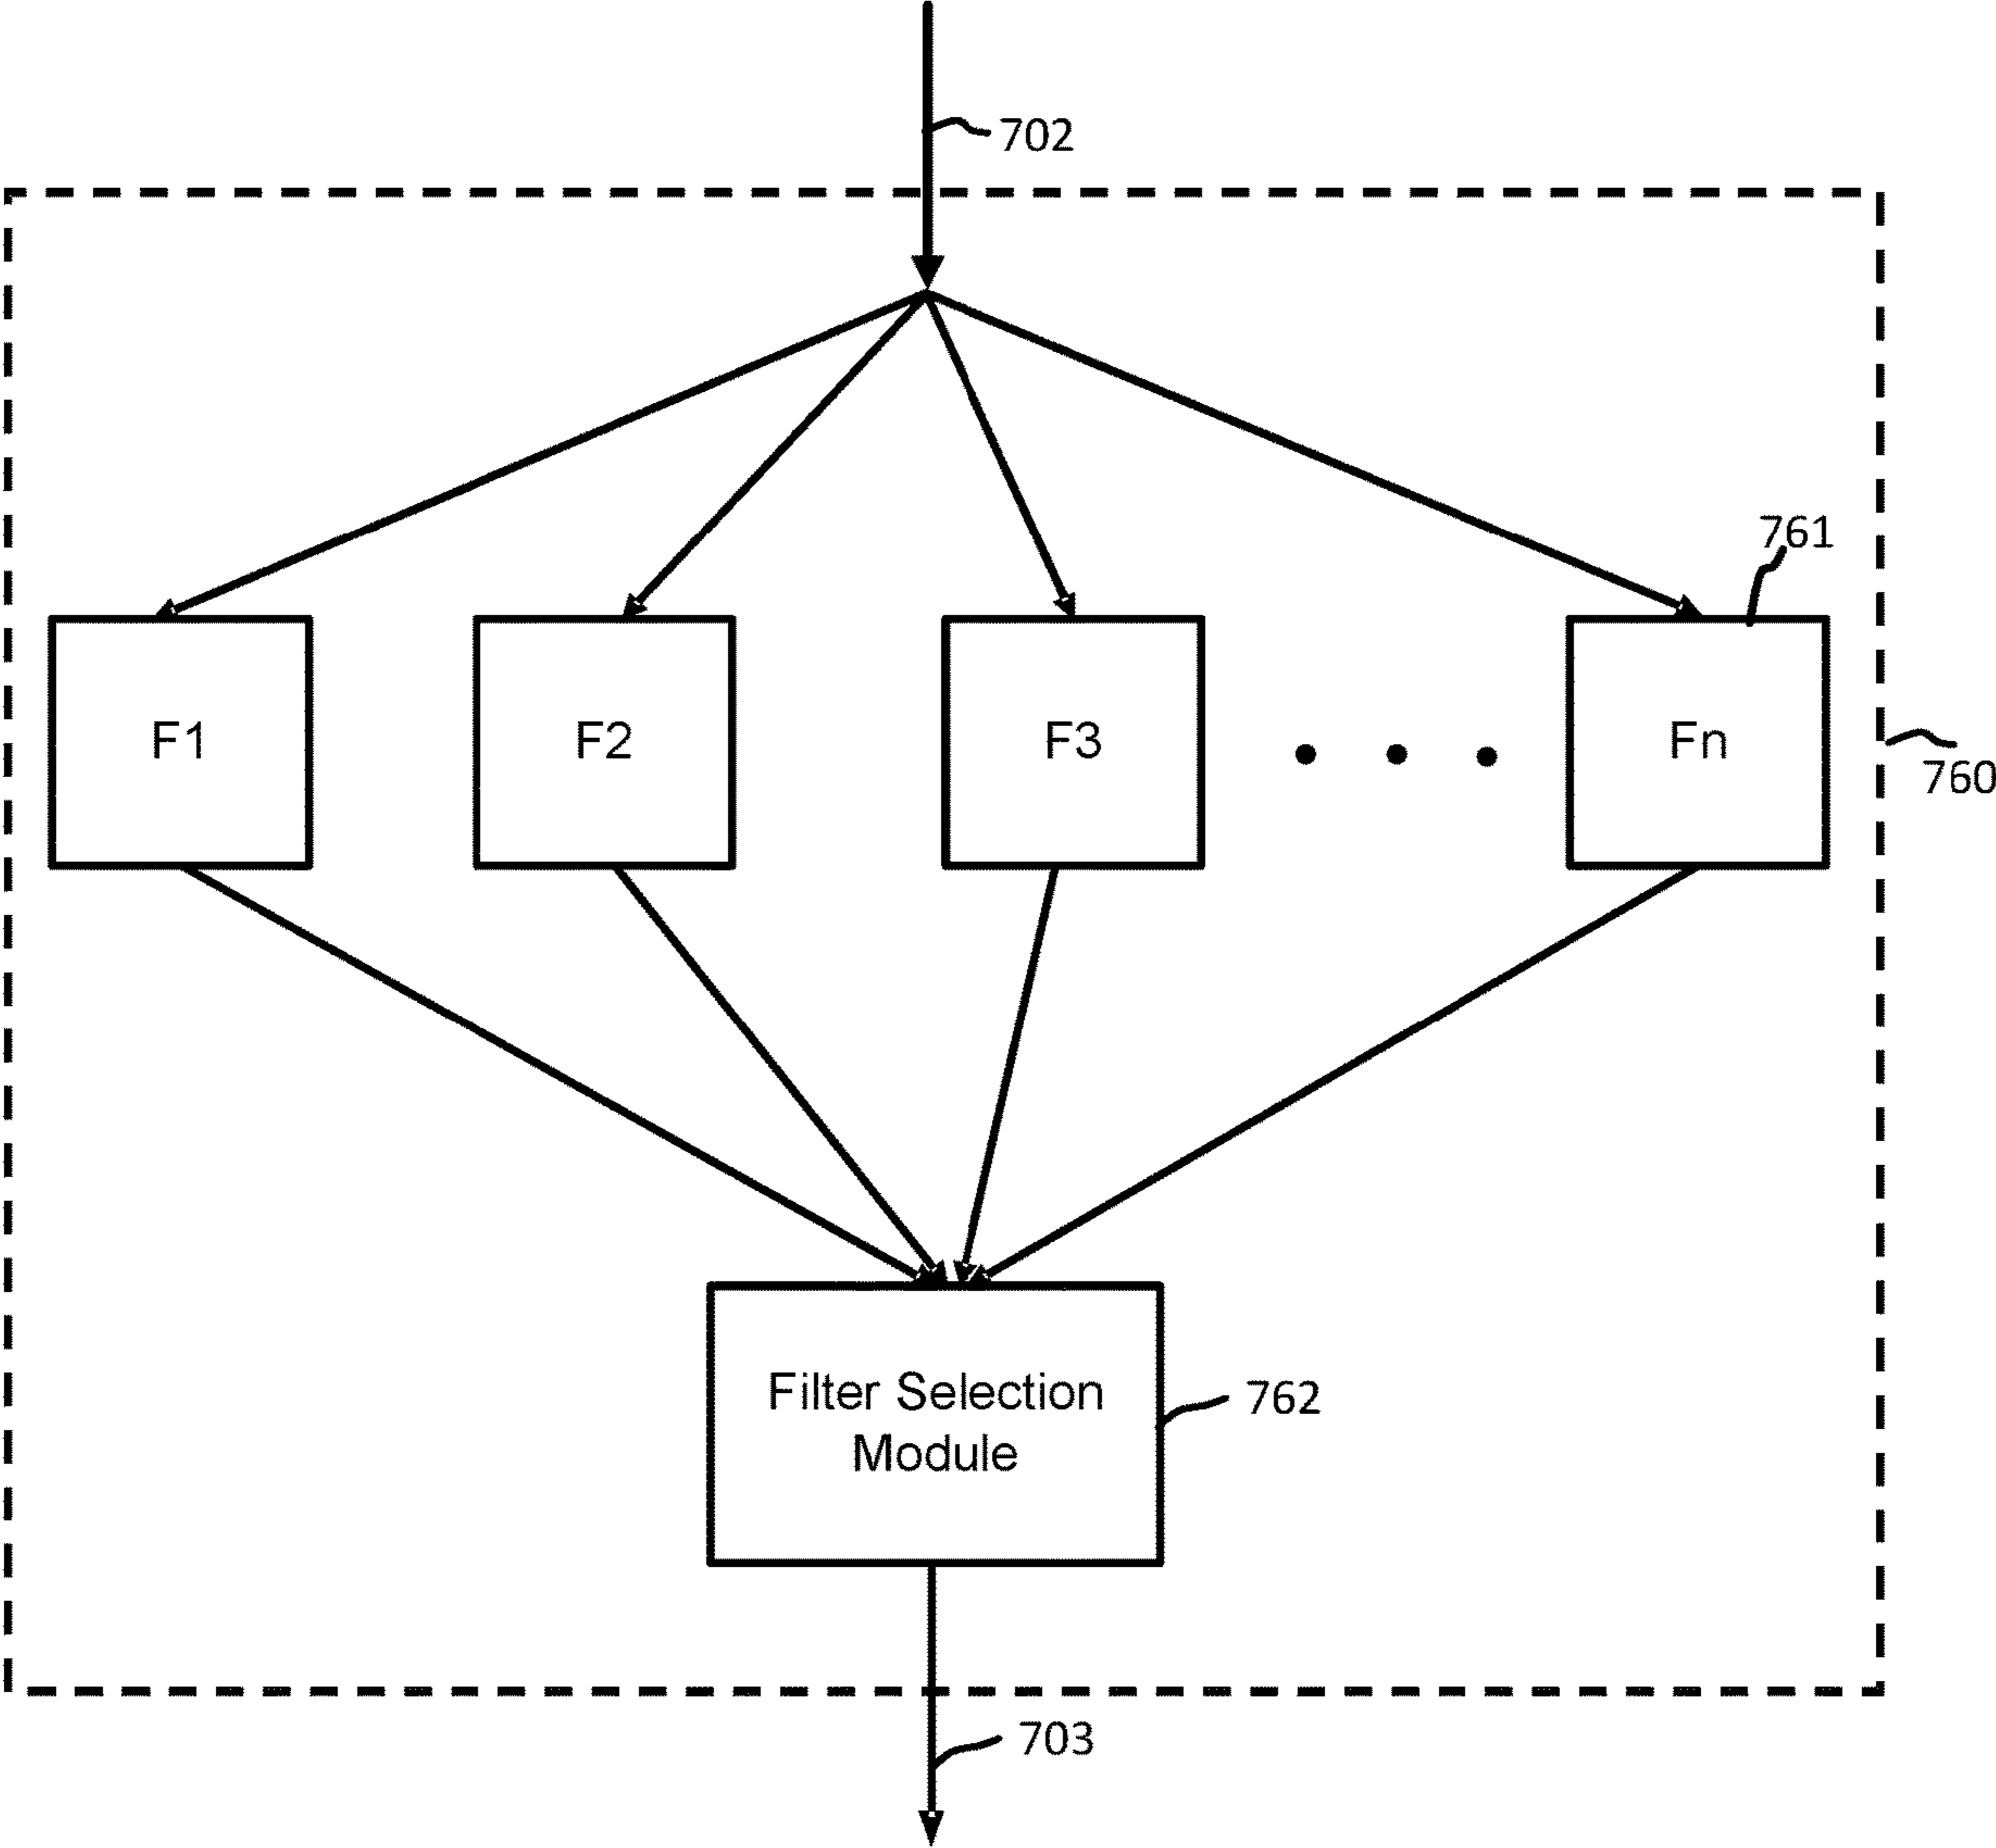 702
761
F1
F2
F3
Fn
760
Filter Selection
Module
762
703